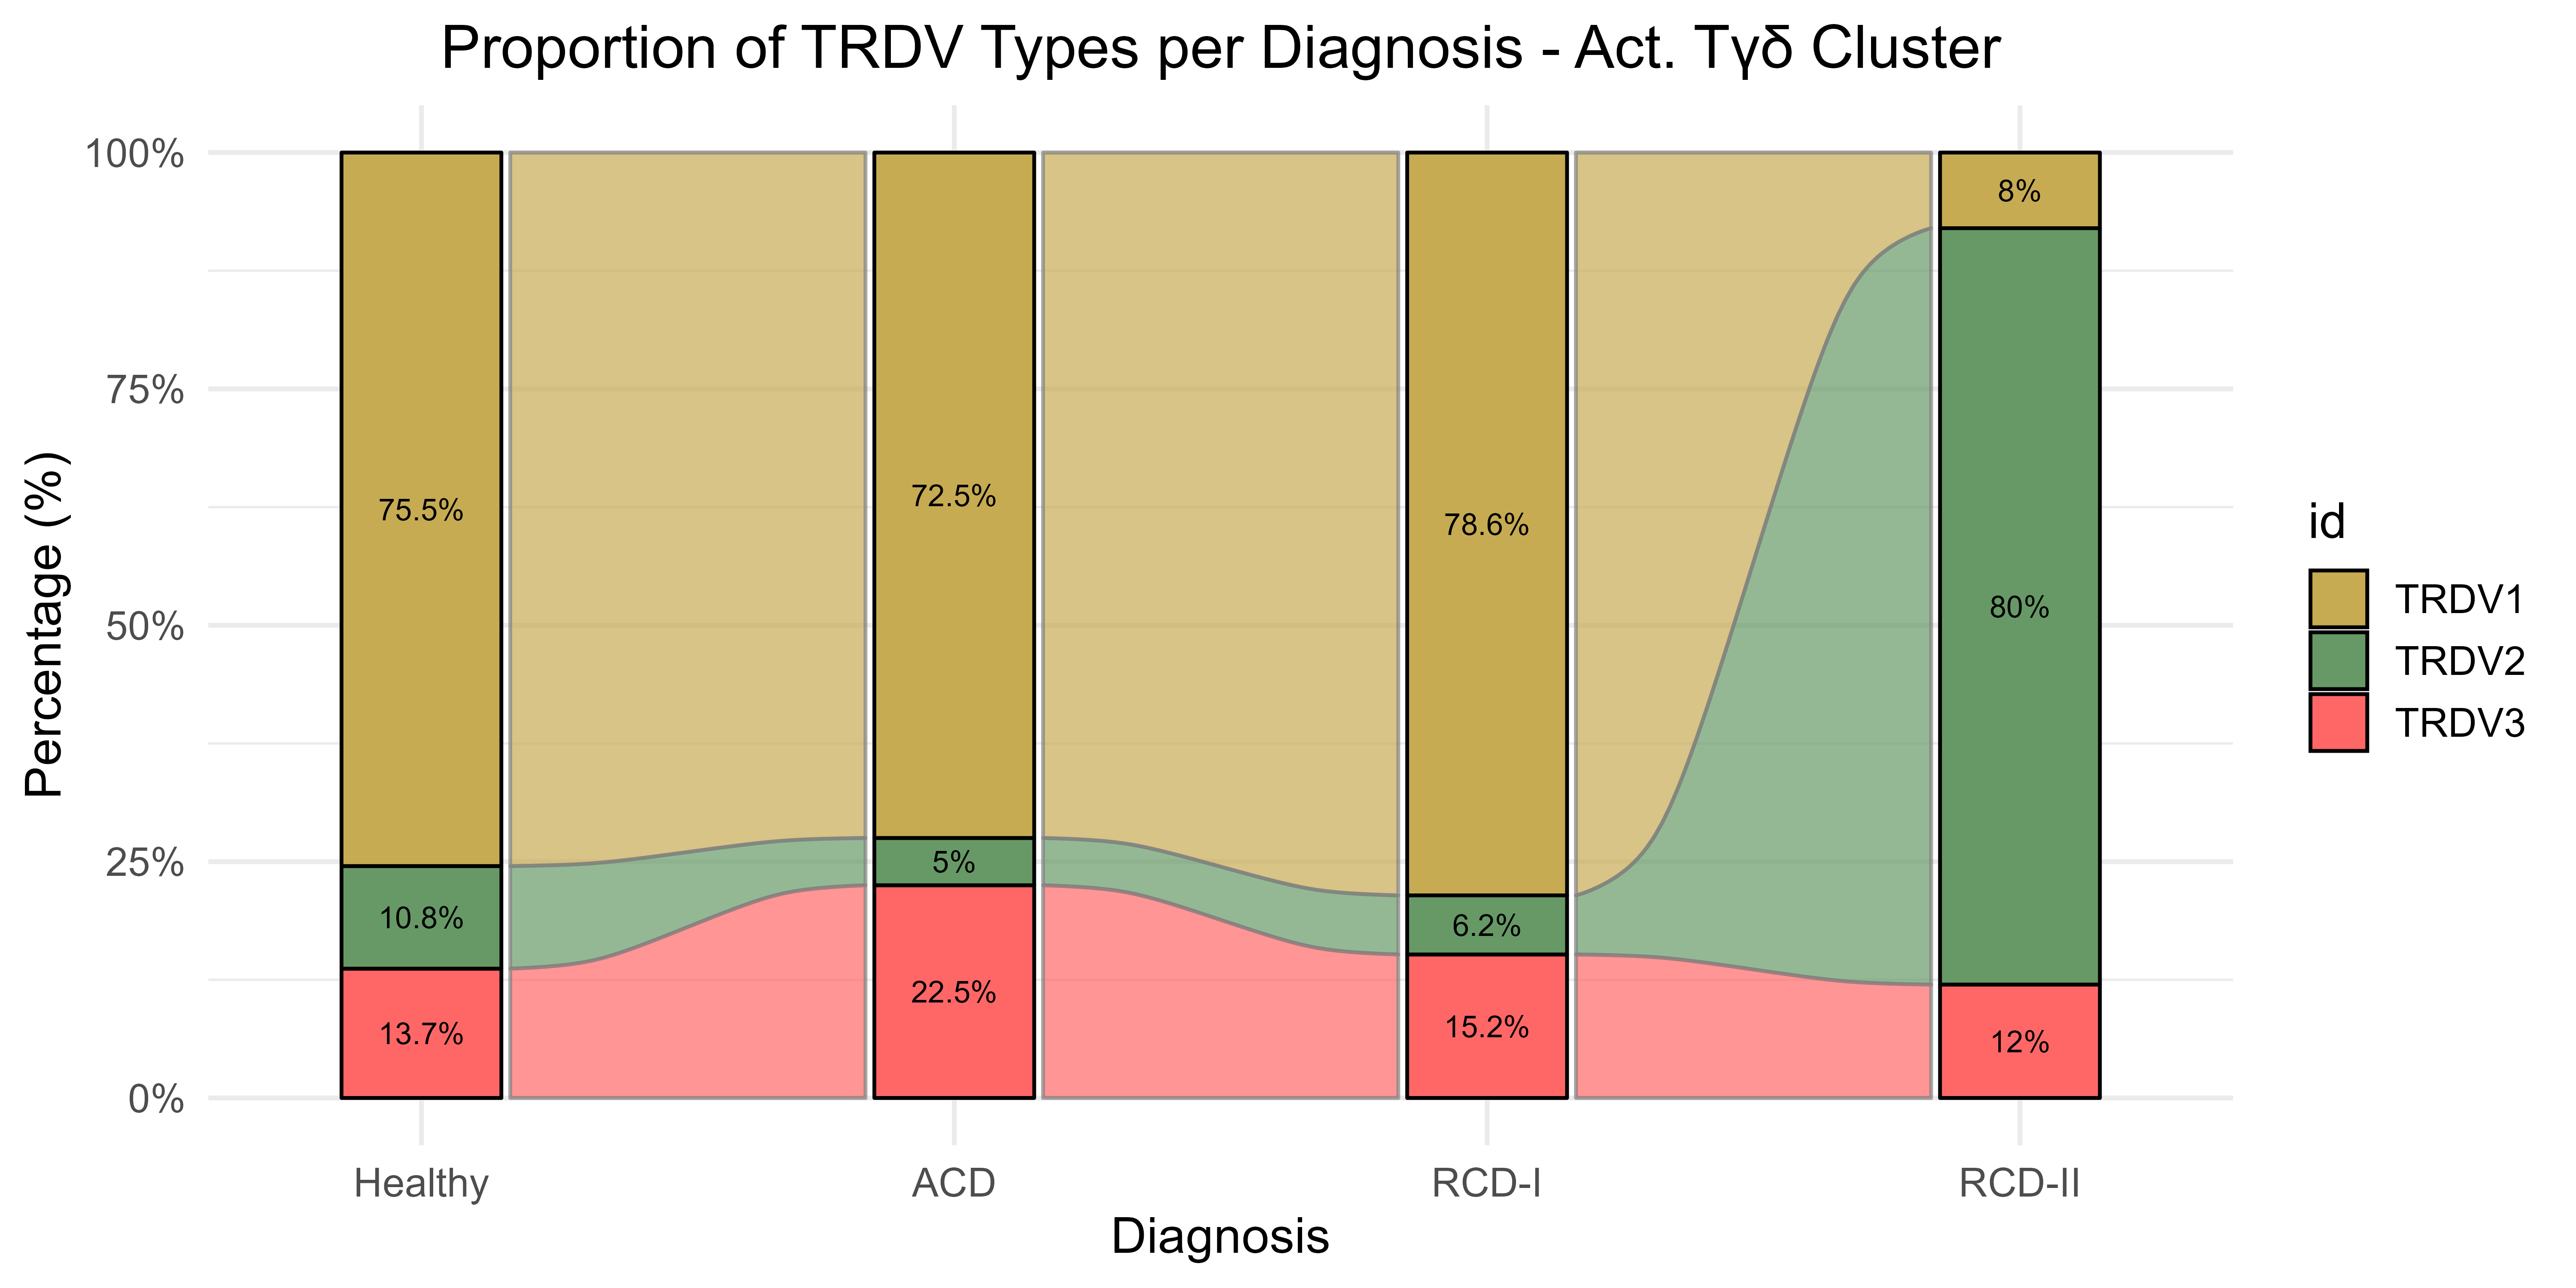 Proportion of TRDV Types per Diagnosis - Act. Tγδ Cluster
Percentage (%)
100%
75%
50%
25%
0%
75.5%
10.8%
13.7%
72.5%
5%
22.5%
78.6%
6.2%
15.2%
8%
80%
12%
Healthy
ACD
RCD-I
RCD-II
Diagnosis
id
TRDV1
TRDV2
TRDV3